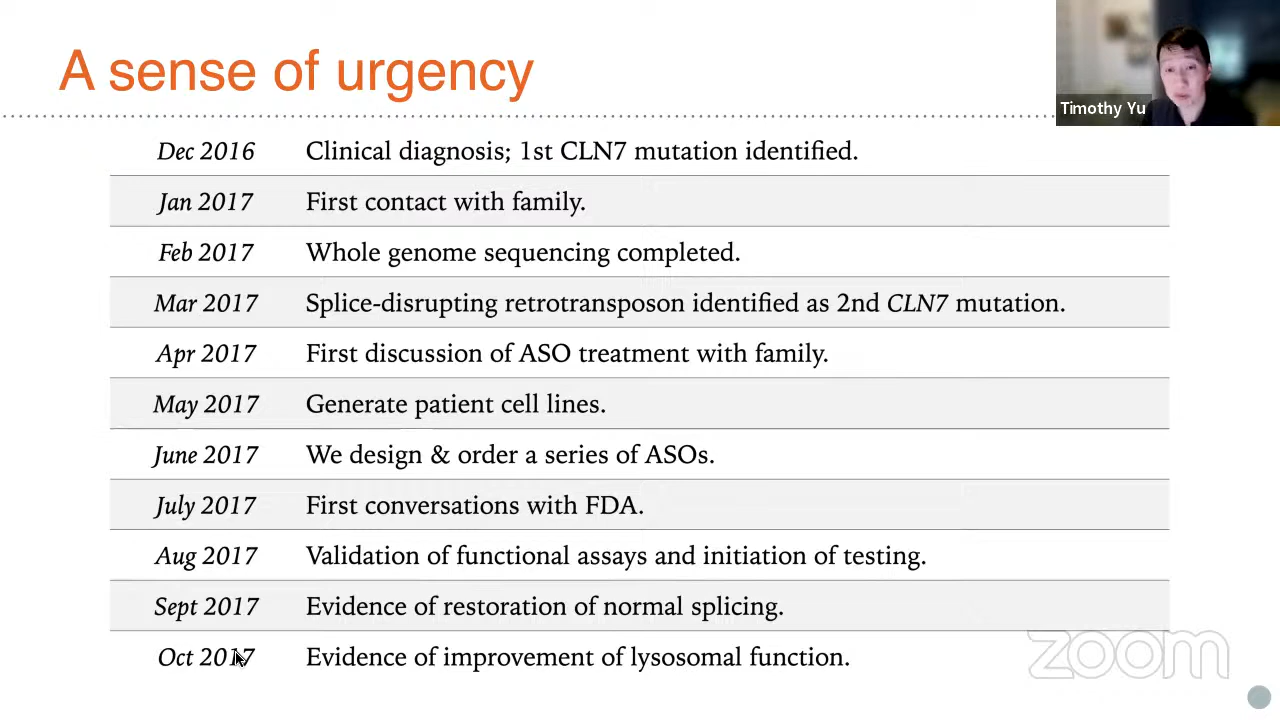 A sense of urgency
Timothy Yu
Dec 2016 Clinical diagnosis; 1st CLN7 mutation identified.
Jan 2017 First contact with family.
Feb 2017 Whole genome sequencing completed.
Mar 2017 Splice-disrupting retrotransposon identified as 2nd CLN7 mutation.
Apr 2017 First discussion of ASO treatment with family.
May 2017 Generate patient cell lines.
June 2017 We design & order a series of ASOs.
July 2017 First conversations with FDA.
Aug 2017 Validation of functional assays and initiation of testing.
Sept 2017 Evidence of restoration of normal splicing.
Oct 2017 Evidence of improvement of lysosomal function.
zoom